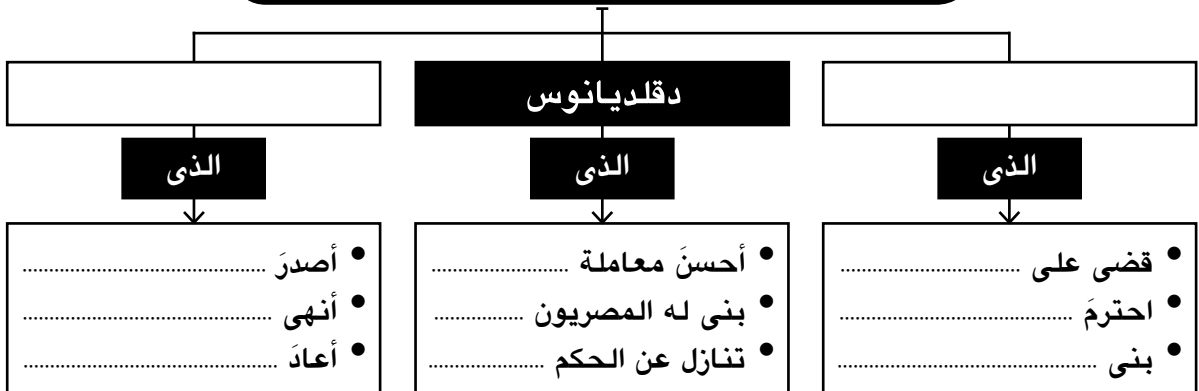 دقلديانوس
الذى
الذى
الذى
• قضى على ........................
• احترمَ ........................
• بنى ........................
• أحسنَ معاملة ........................
• بنى له المصريون ........................
• تنازل عن الحكم ........................
• أصدرَ ........................
• أنهى ........................
• أعادَ ........................